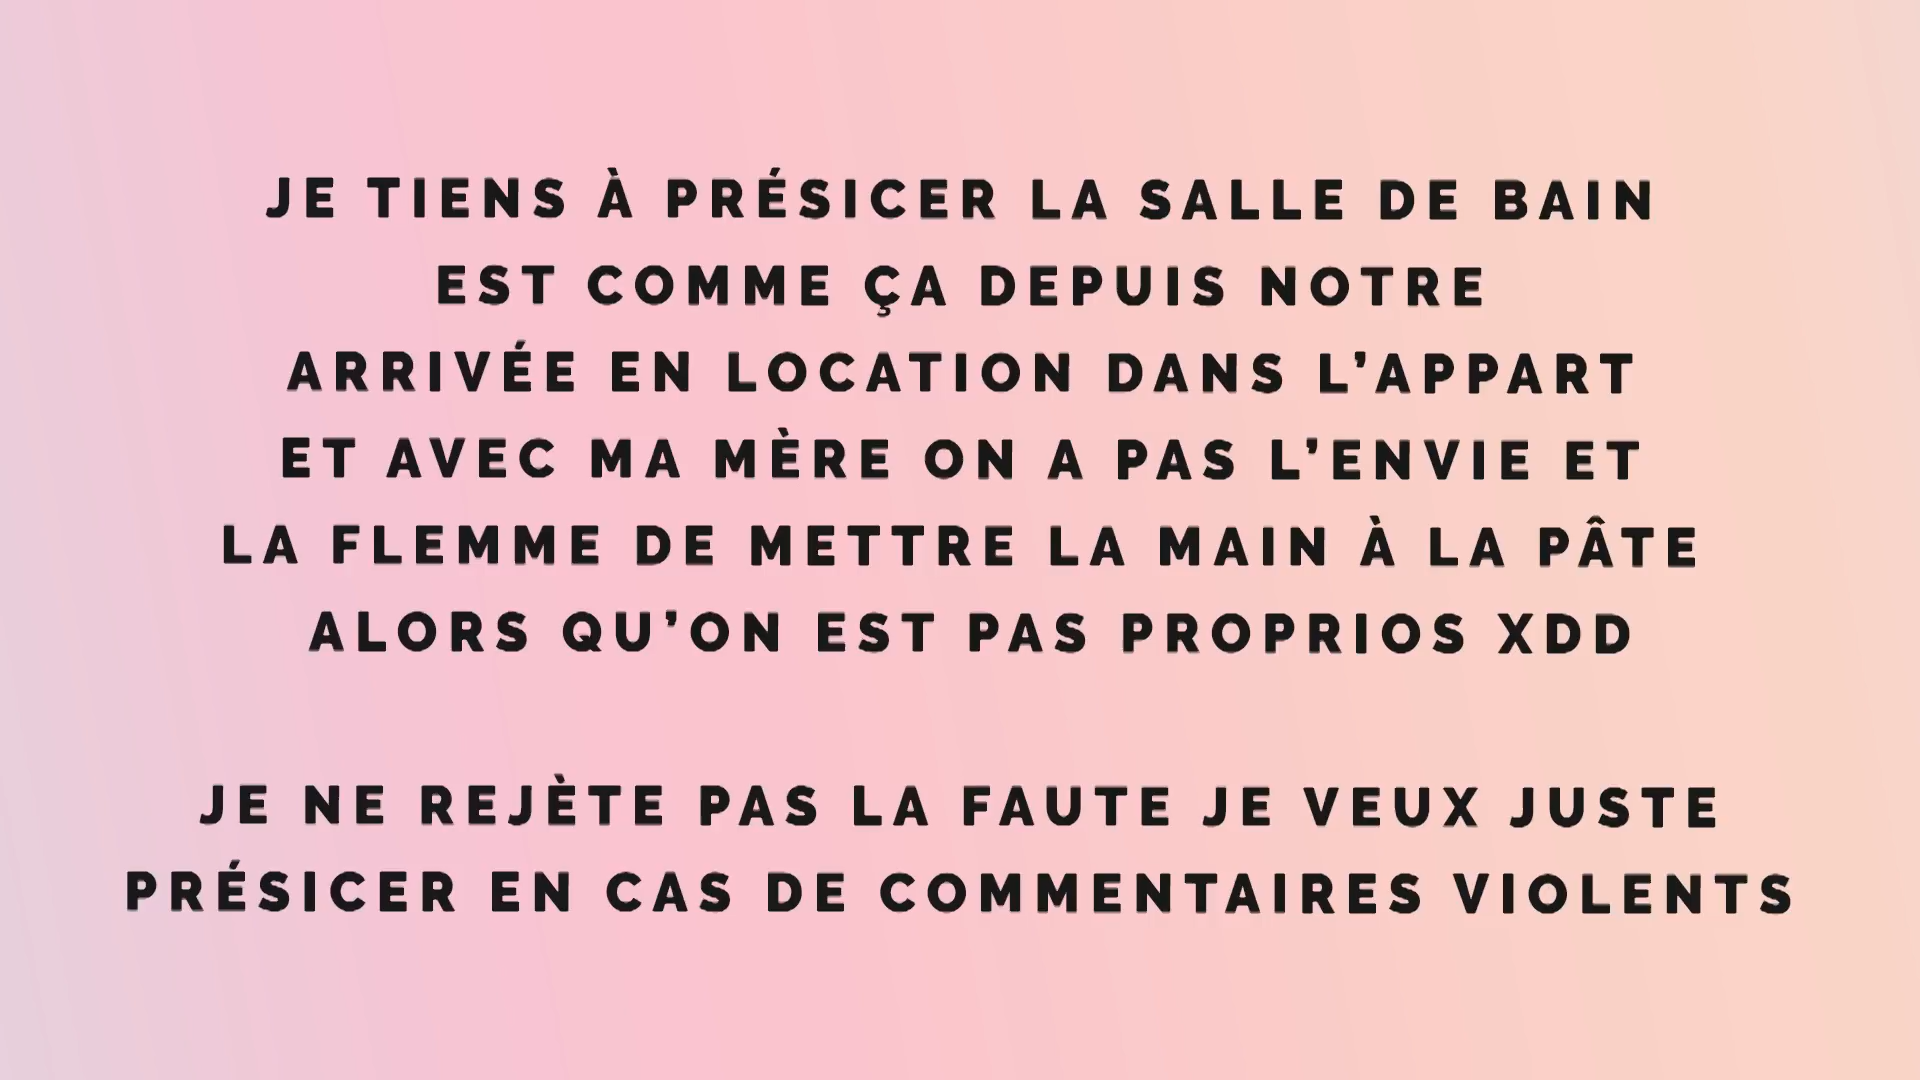 JE TIENS À PRÉSICER LA SALLE DE BAIN
EST COMME ÇA DEPUIS NOTRE
ARRIVÉE EN LOCATION DANS L’APPART
ET AVEC MA MÈRE ON A PAS L’ENVIE ET
LA FLEMME DE METTRE LA MAIN À LA PÂTE
ALORS QU’ON EST PAS PROPRIOS XDD
JE NE REJÈTE PAS LA FAUTE JE VEUX JUSTE
PRÉSICER EN CAS DE COMMENTAIRES VIOLENTS